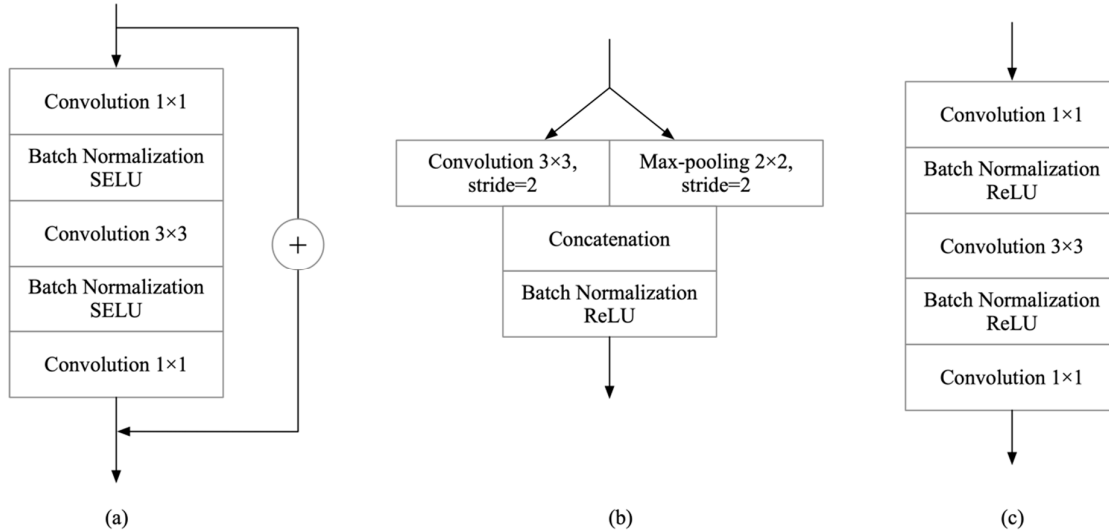 Convolution 1×1
Batch Normalization
SELU
Convolution 3×3
Batch Normalization
SELU
Convolution 1×1
+
(a)
Convolution 3×3,
stride=2
Max-pooling 2×2,
stride=2
Concatenation
Batch Normalization
ReLU
(b)
Convolution 1×1
Batch Normalization
ReLU
Convolution 3×3
Batch Normalization
ReLU
Convolution 1×1
(c)